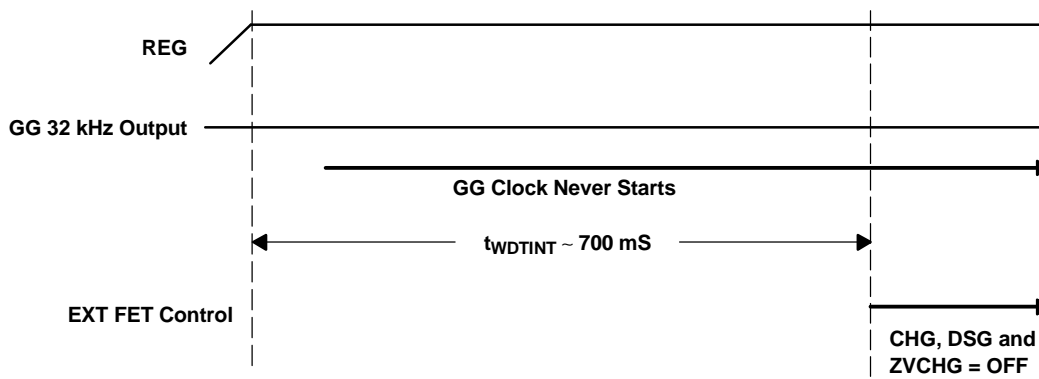 REG
GG 32 kHz Output
GG Clock Never Starts
tWDTINT ~ 700 mS
EXT FET Control
CHG, DSG and
ZVCHG = OFF